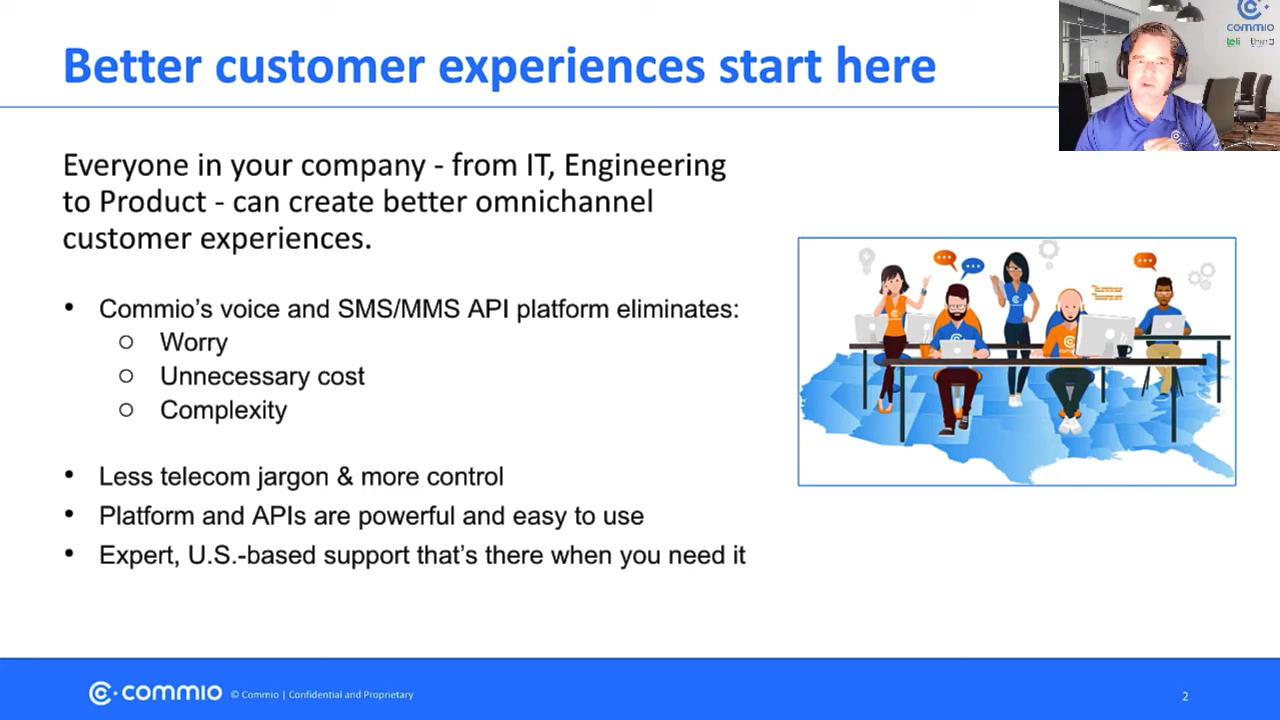 Better customer experiences start here
commio
teli
Everyone in your company - from IT, Engineering
to Product - can create better omnichannel
customer experiences.
• Commio’s voice and SMS/MMS API platform eliminates:
○ Worry
○ Unnecessary cost
○ Complexity
• Less telecom jargon & more control
• Platform and APIs are powerful and easy to use
• Expert, U.S.-based support that’s there when you need it
commio © Commio | Confidential and Proprietary
2